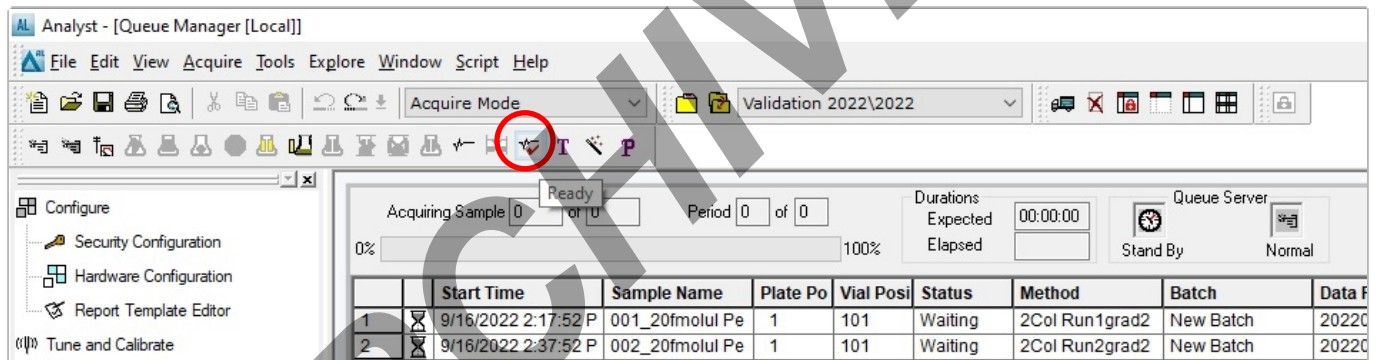 AL Analyst - [Queue Manager [Local]]
File Edit View Acquire Tools Explore Window Script Help
Acquire Mode Validation 2022\2022
T P
Ready
Configure
Security Configuration
Hardware Configuration
Report Template Editor
Tune and Calibrate
Acquiring Sample 0 of 0 Period 0 of 0
0% 100%
Durations
Expected 00:00:00
Elapsed
Queue Server
Stand By Normal
Start Time Sample Name Plate Po Vial Posi Status Method Batch Data F
1 9/16/2022 2:17:52 P 001_20fmolul Pe 1 101 Waiting 2Col Run1grad2 New Batch 20220
2 9/16/2022 2:37:52 P 002_20fmolul Pe 1 101 Waiting 2Col Run2grad2 New Batch 20220